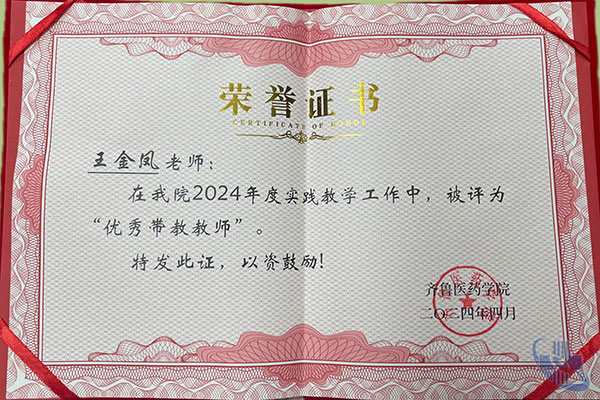 荣誉证书
CERTIFICATE OF HONOR
王金凤老师：
在我院2024年度实践教学工作中，被评为
“优秀带教教师”。
特发此证，以资鼓励！
齐鲁医药学院
二〇二四年四月